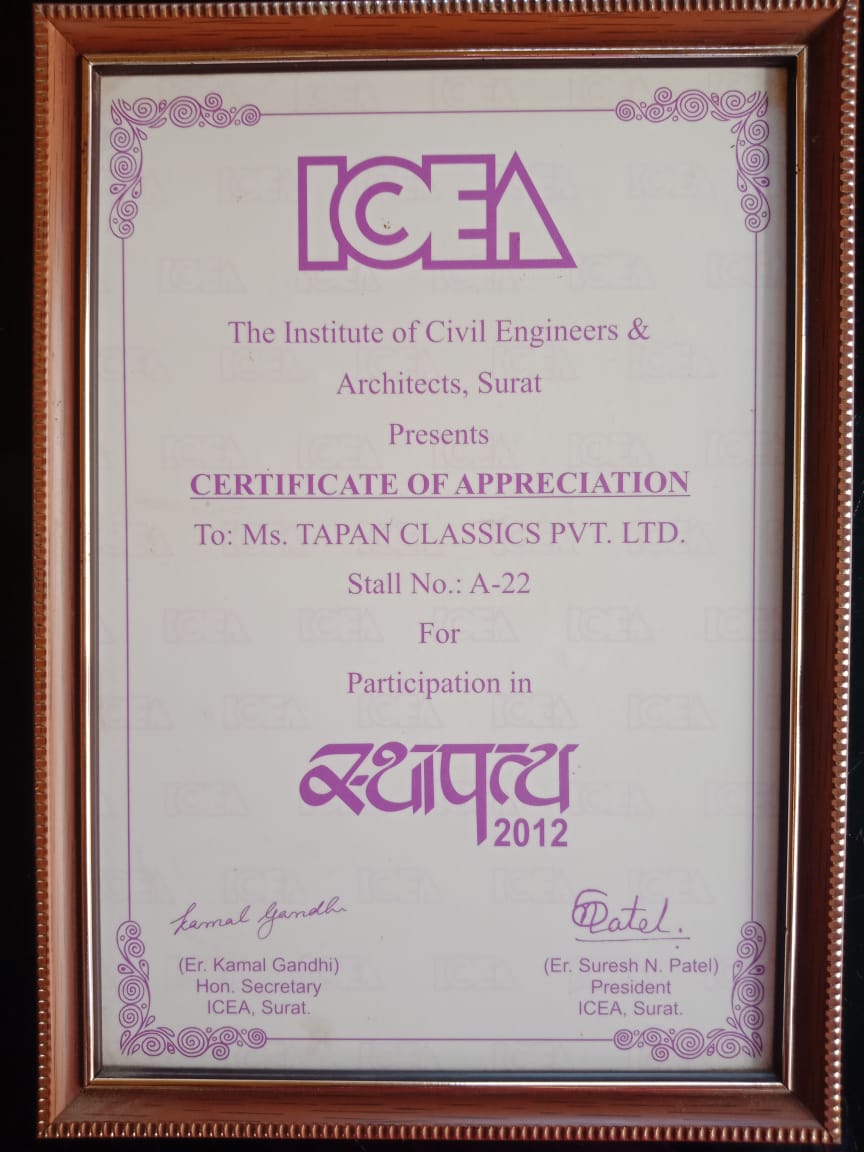 ICEA
The Institute of Civil Engineers &
Architects, Surat
Presents
CERTIFICATE OF APPRECIATION
To: Ms. TAPAN CLASSICS PVT. LTD.
Stall No.: A-22
For
Participation in
स्थापत्य
2012
Kamal Gandhi
SNPatel.
(Er. Kamal Gandhi)
Hon. Secretary
ICEA, Surat.
(Er. Suresh N. Patel)
President
ICEA, Surat.